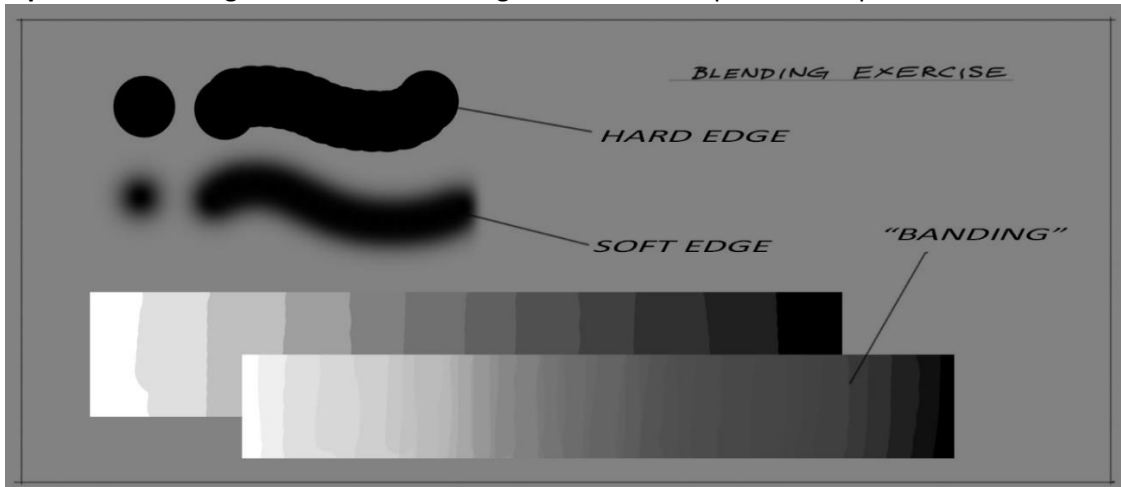 BLENDING EXERCISE
HARD EDGE
SOFT EDGE
“BANDING”